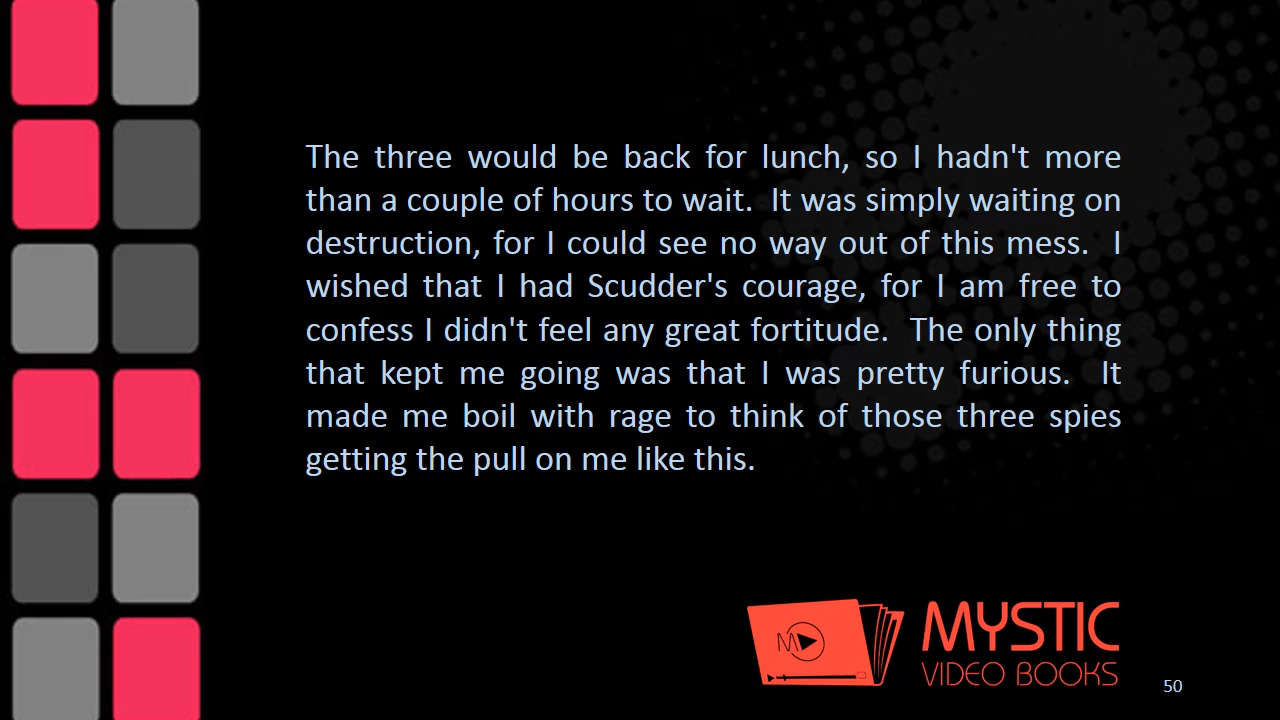 The three would be back for lunch, so I hadn't more
than a couple of hours to wait.  It was simply waiting on
destruction, for I could see no way out of this mess.  I
wished that I had Scudder's courage, for I am free to
confess I didn't feel any great fortitude.  The only thing
that kept me going was that I was pretty furious.  It
made me boil with rage to think of those three spies
getting the pull on me like this.
M
MYSTIC
VIDEO BOOKS
50